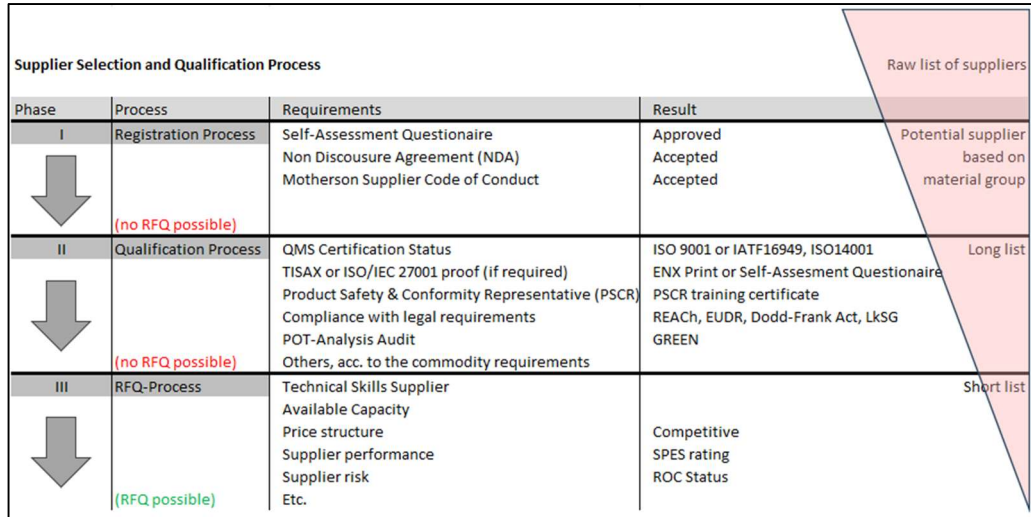 Supplier Selection and Qualification Process Raw list of suppliers
Phase Process Requirements Result
I Registration Process Self-Assessment Questionaire Approved Potential supplier
Non Discousure Agreement (NDA) Accepted based on
Motherson Supplier Code of Conduct Accepted material group
(no RFQ possible)
II Qualification Process QMS Certification Status ISO 9001 or IATF16949, ISO14001 Long list
TISAX or ISO/IEC 27001 proof (if required) ENX Print or Self-Assesment Questionaire
Product Safety & Conformity Representative (PSCR) PSCR training certificate
Compliance with legal requirements REACh, EUDR, Dodd-Frank Act, LkSG
POT-Analysis Audit GREEN
(no RFQ possible) Others, acc. to the commodity requirements
III RFQ-Process Technical Skills Supplier Short list
Available Capacity
Price structure Competitive
Supplier performance SPES rating
Supplier risk ROC Status
(RFQ possible) Etc.